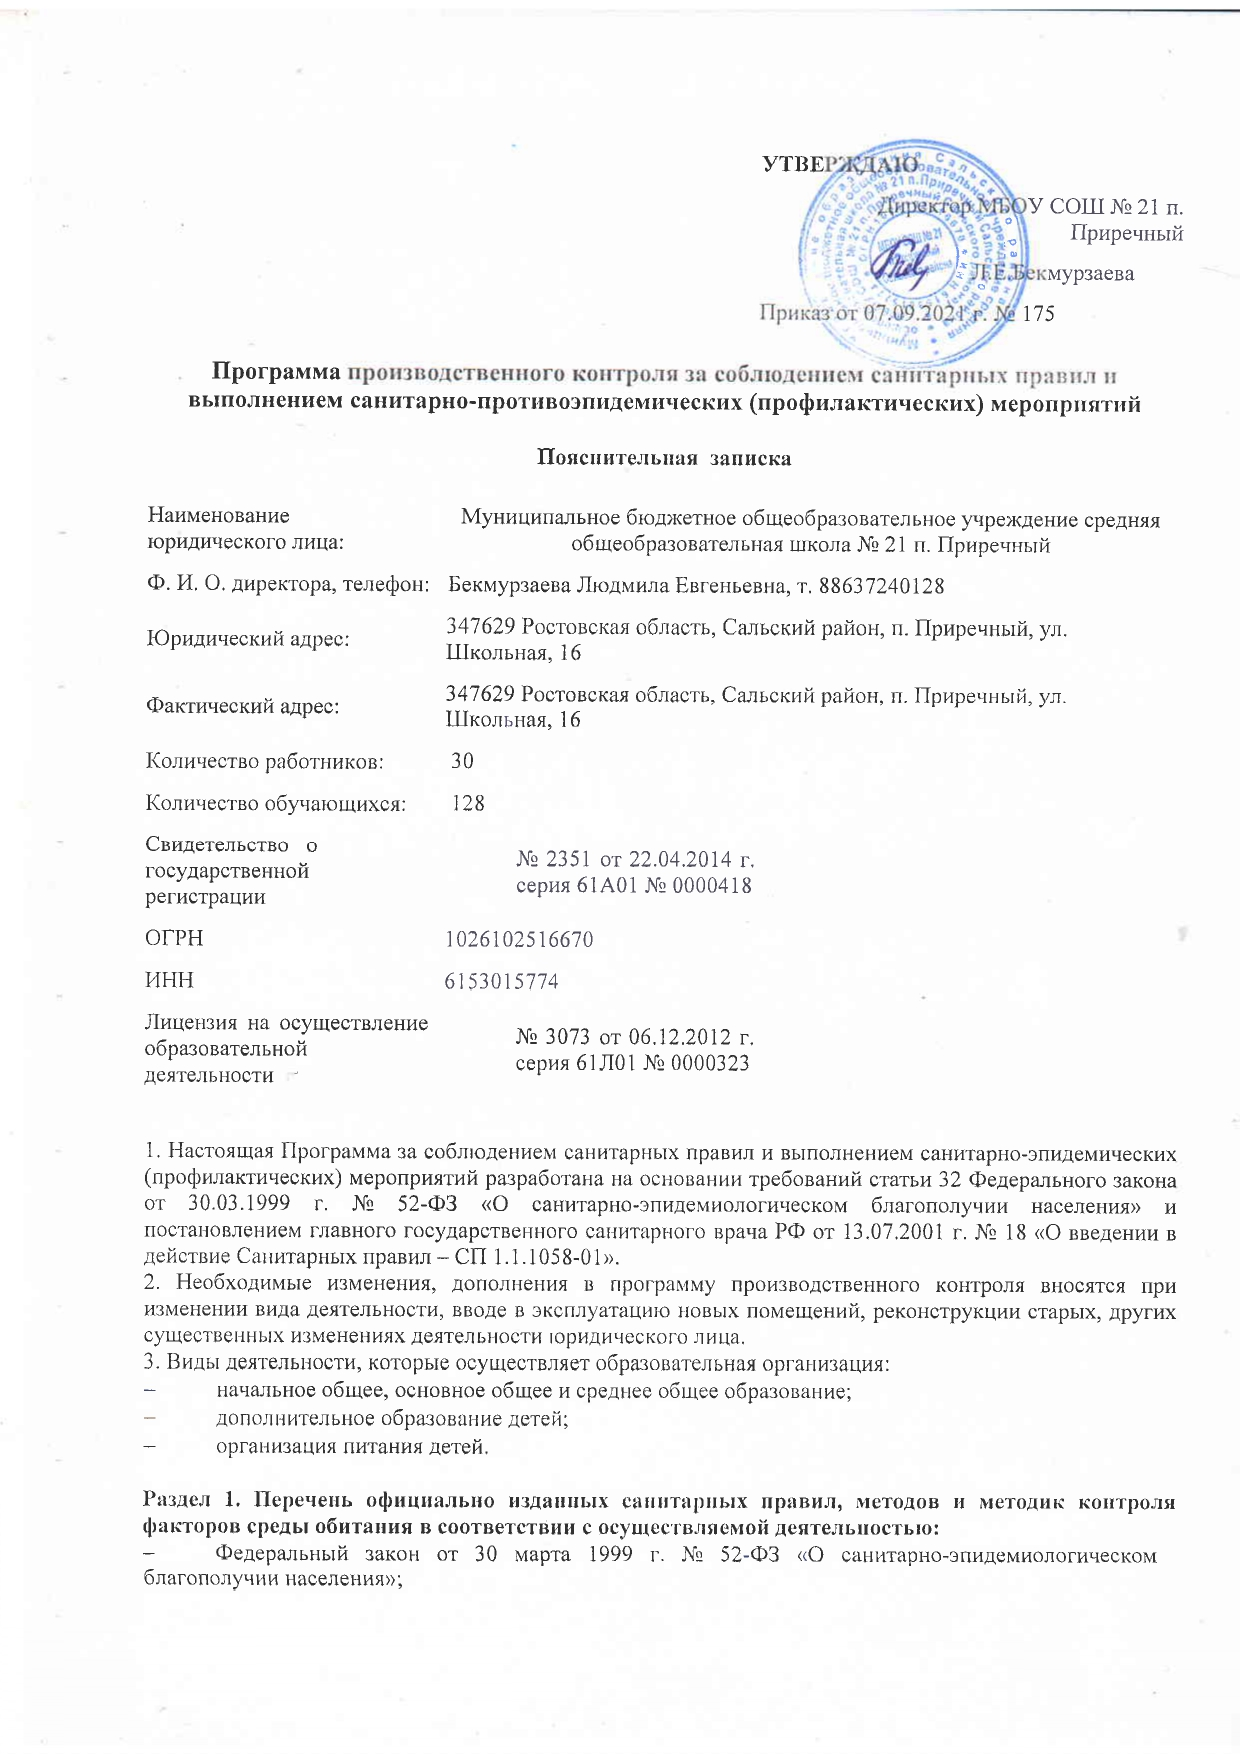 УТВЕРЖДАЮ
Директор МБОУ СОШ № 21 п.
Приречный
Л.Е.Бекмурзаева
Приказ от 07.09.2021 г. № 175
Программа производственного контроля за соблюдением санитарных правил и
выполнением санитарно-противоэпидемических (профилактических) мероприятий
Пояснительная записка
Наименование
юридического лица:
Муниципальное бюджетное общеобразовательное учреждение средняя
общеобразовательная школа № 21 п. Приречный
Ф. И. О. директора, телефон: Бекмурзаева Людмила Евгеньевна, т. 88637240128
Юридический адрес:
347629 Ростовская область, Сальский район, п. Приречный, ул.
Школьная, 16
Фактический адрес:
347629 Ростовская область, Сальский район, п. Приречный, ул.
Школьная, 16
Количество работников: 30
Количество обучающихся: 128
Свидетельство о
государственной
регистрации
№ 2351 от 22.04.2014 г.
серия 61А01 № 0000418
ОГРН 1026102516670
ИНН 6153015774
Лицензия на осуществление
образовательной
деятельности
№ 3073 от 06.12.2012 г.
серия 61Л01 № 0000323
1. Настоящая Программа за соблюдением санитарных правил и выполнением санитарно-эпидемических
(профилактических) мероприятий разработана на основании требований статьи 32 Федерального закона
от 30.03.1999 г. № 52-ФЗ «О санитарно-эпидемиологическом благополучии населения» и
постановлением главного государственного санитарного врача РФ от 13.07.2001 г. № 18 «О введении в
действие Санитарных правил – СП 1.1.1058-01».
2. Необходимые изменения, дополнения в программу производственного контроля вносятся при
изменении вида деятельности, вводе в эксплуатацию новых помещений, реконструкции старых, других
существенных изменениях деятельности юридического лица.
3. Виды деятельности, которые осуществляет образовательная организация:
– начальное общее, основное общее и среднее общее образование;
– дополнительное образование детей;
– организация питания детей.
Раздел 1. Перечень официально изданных санитарных правил, методов и методик контроля
факторов среды обитания в соответствии с осуществляемой деятельностью:
– Федеральный закон от 30 марта 1999 г. № 52-ФЗ «О санитарно-эпидемиологическом
благополучии населения»;